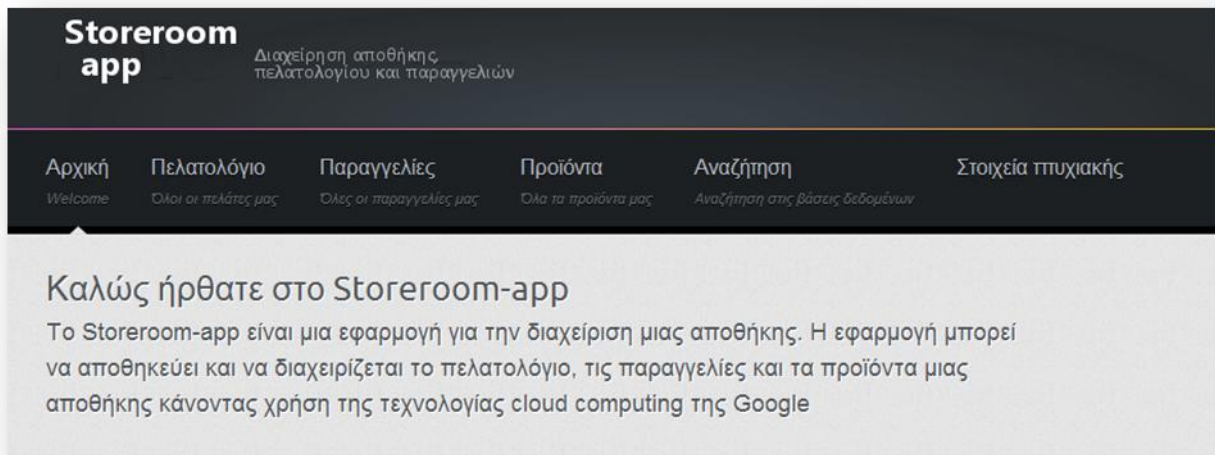 Storeroom
app
Διαχείρηση αποθήκης,
πελατολογίου και παραγγελιών
Αρχική Πελατολόγιο Παραγγελίες Προϊόντα Αναζήτηση Στοιχεία πτυχιακής
Welcome Όλοι οι πελάτες μας Όλες οι παραγγελίες μας Όλα τα προϊόντα μας Αναζήτηση στις βάσεις δεδομένων
Καλώς ήρθατε στο Storeroom-app
Το Storeroom-app είναι μια εφαρμογή για την διαχείριση μιας αποθήκης. Η εφαρμογή μπορεί
να αποθηκεύει και να διαχειρίζεται το πελατολόγιο, τις παραγγελίες και τα προϊόντα μιας
αποθήκης κάνοντας χρήση της τεχνολογίας cloud computing της Google